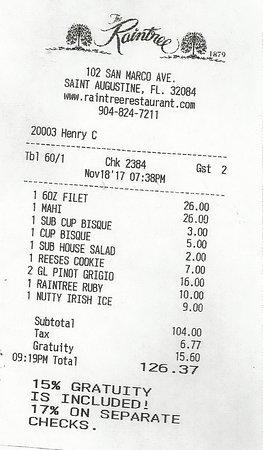 The
Raintree
1879
102 SAN MARCO AVE.
SAINT AUGUSTINE, FL. 32084
www.raintreerestaurant.com
904-824-7211
20003 Henry C
Tbl 60/1 Chk 2384 Gst 2
Nov18'17 07:38PM
1 6OZ FILET 26.00
1 MAHI 26.00
1 SUB CUP BISQUE 3.00
1 CUP BISQUE 5.00
1 SUB HOUSE SALAD 2.00
1 REESES COOKIE 7.00
2 GL PINOT GRIGIO 16.00
1 RAINTREE RUBY 10.00
1 NUTTY IRISH ICE 9.00
Subtotal 104.00
Tax 6.77
Gratuity 15.60
09:19PM Total 126.37
15% GRATUITY
IS INCLUDED!
17% ON SEPARATE
CHECKS.